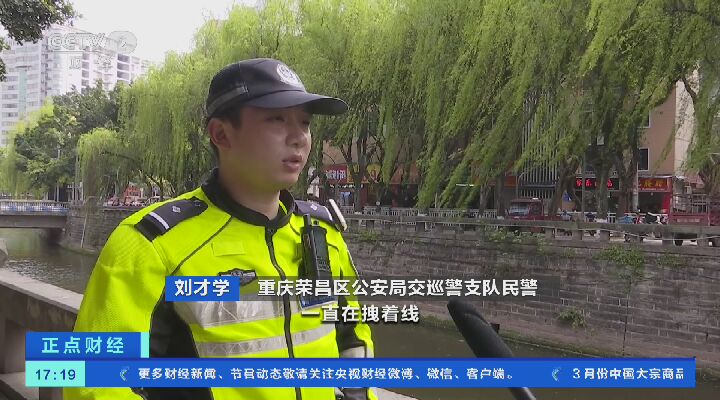 CCTV 2
财经
刘才学 重庆荣昌区公安局交巡警支队民警
一直在拽着线
正点财经
17:19 更多财经新闻、节目动态敬请关注央视财经微博、微信、客户端。 3月份中国大宗商品